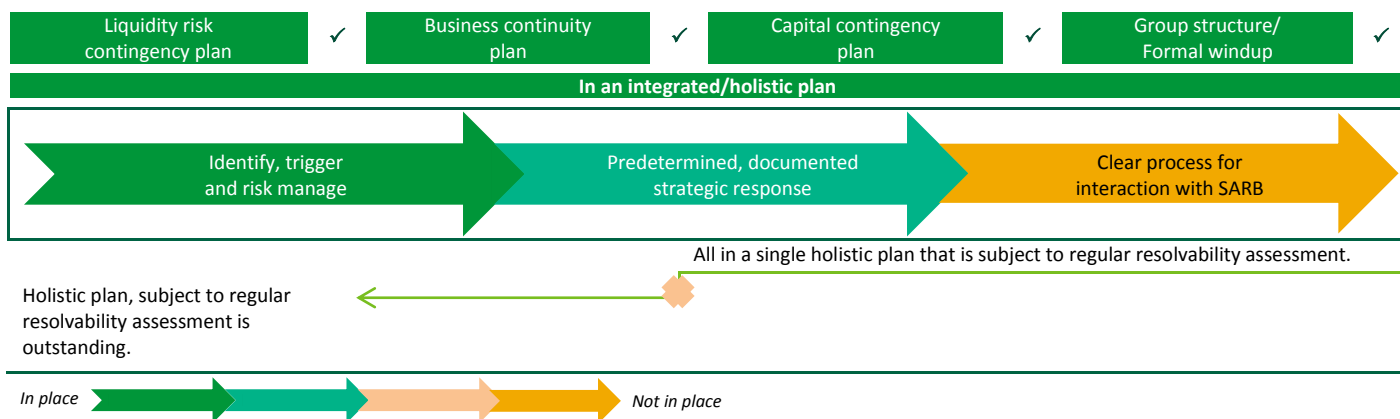 Liquidity risk
contingency plan
✓
Business continuity
plan
✓
Capital contingency
plan
✓
Group structure/
Formal windup
✓
In an integrated/holistic plan
Identify, trigger
and risk manage
Predetermined, documented
strategic response
Clear process for
interaction with SARB
All in a single holistic plan that is subject to regular resolvability assessment.
Holistic plan, subject to regular
resolvability assessment is
outstanding.
In place
Not in place